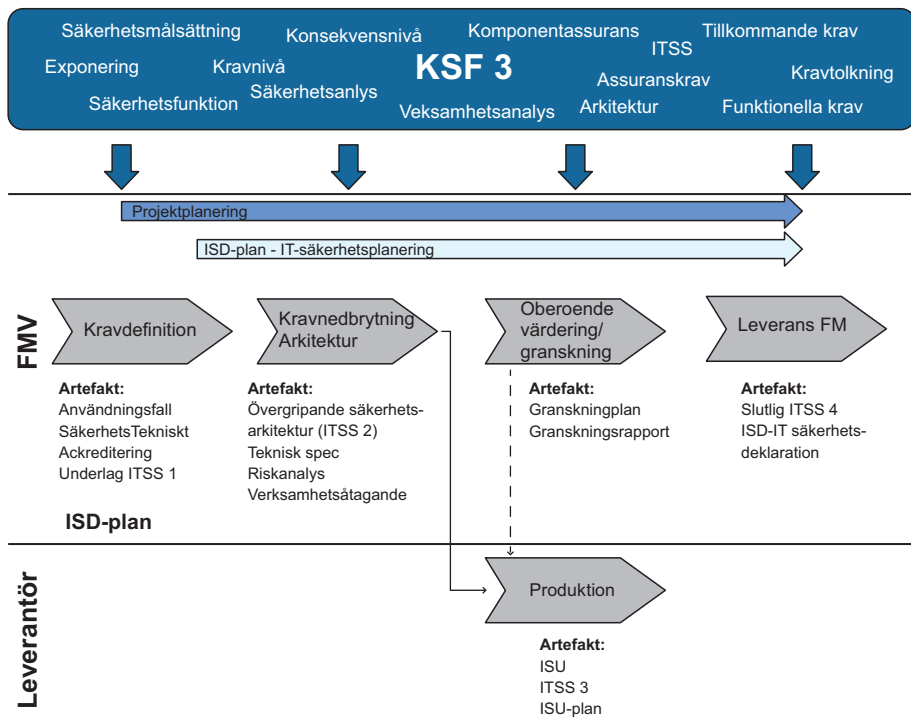 Säkerhetsmålsättning
Konsekvensnivå
Komponentassurans
Tillkommande krav
ITSS
Exponering
Kravnivå
KSF 3
Assuranskrav
Kravtolkning
Säkerhetsfunktion
Säkerhetsanlys
Veksamhetsanalys
Arkitektur
Funktionella krav
Projektplanering
ISD-plan - IT-säkerhetsplanering
FMV
Kravdefinition
Artefakt:
Användningsfall
SäkerhetsTekniskt
Ackreditering
Underlag ITSS 1
ISD-plan
Kravnedbrytning
Arkitektur
Artefakt:
Övergripande säkerhets-
arkitektur (ITSS 2)
Teknisk spec
Riskanalys
Verksamhetsåtagande
Oberoende
värdering/
granskning
Artefakt:
Granskningplan
Granskningsrapport
Leverans FM
Artefakt:
Slutlig ITSS 4
ISD-IT säkerhets-
deklaration
Leverantör
Produktion
Artefakt:
ISU
ITSS 3
ISU-plan